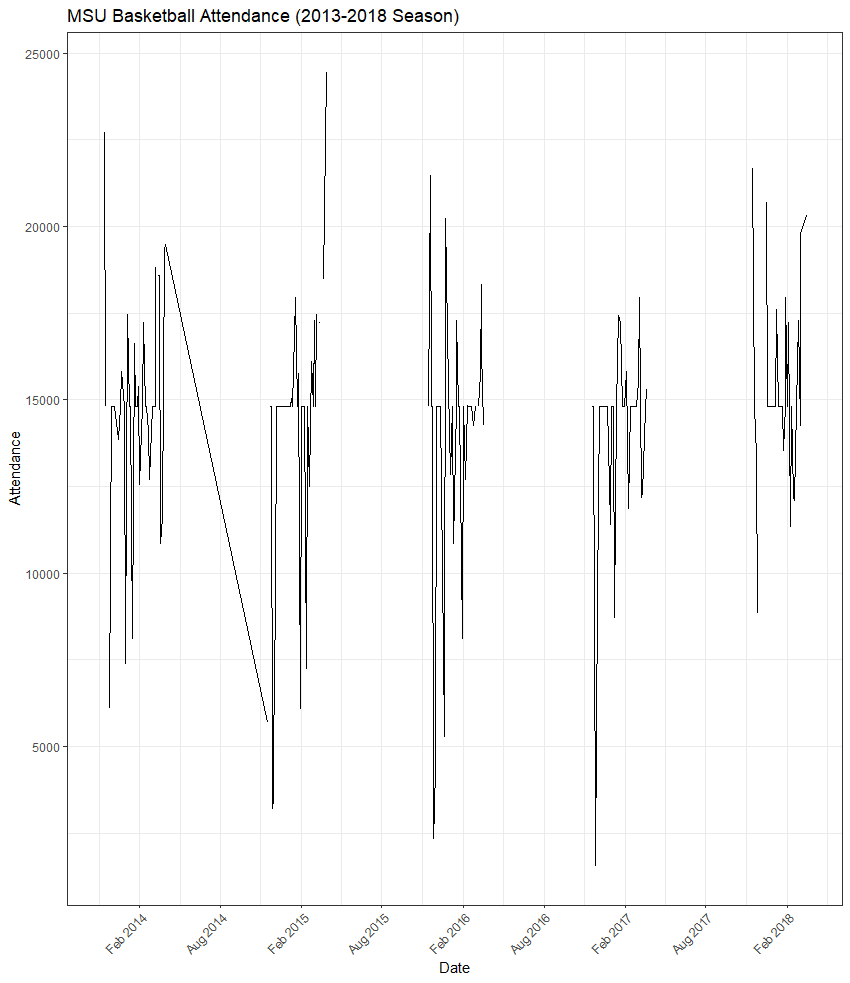 MSU Basketball Attendance (2013-2018 Season)
25000
20000
15000
10000
5000
Attendance
Feb 2014
Aug 2014
Feb 2015
Aug 2015
Feb 2016
Aug 2016
Feb 2017
Aug 2017
Feb 2018
Date